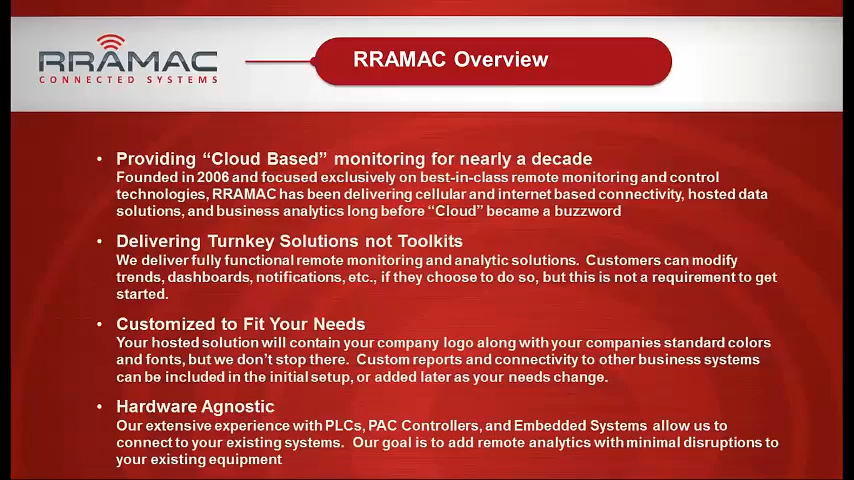 RRAMAC
CONNECTED SYSTEMS
RRAMAC Overview
• Providing “Cloud Based” monitoring for nearly a decade
Founded in 2006 and focused exclusively on best-in-class remote monitoring and control
technologies, RRAMAC has been delivering cellular and internet based connectivity, hosted data
solutions, and business analytics long before “Cloud” became a buzzword
• Delivering Turnkey Solutions not Toolkits
We deliver fully functional remote monitoring and analytic solutions. Customers can modify
trends, dashboards, notifications, etc., if they choose to do so, but this is not a requirement to get
started.
• Customized to Fit Your Needs
Your hosted solution will contain your company logo along with your companies standard colors
and fonts, but we don’t stop there. Custom reports and connectivity to other business systems
can be included in the initial setup, or added later as your needs change.
• Hardware Agnostic
Our extensive experience with PLCs, PAC Controllers, and Embedded Systems allow us to
connect to your existing systems. Our goal is to add remote analytics with minimal disruptions to
your existing equipment